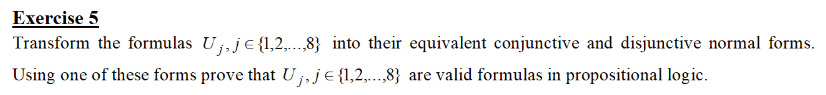 Exercise 5
Transform the formulas U_j, j ∈ {1,2,...,8} into their equivalent conjunctive and disjunctive normal forms.
Using one of these forms prove that U_j, j ∈ {1,2,...,8} are valid formulas in propositional logic.